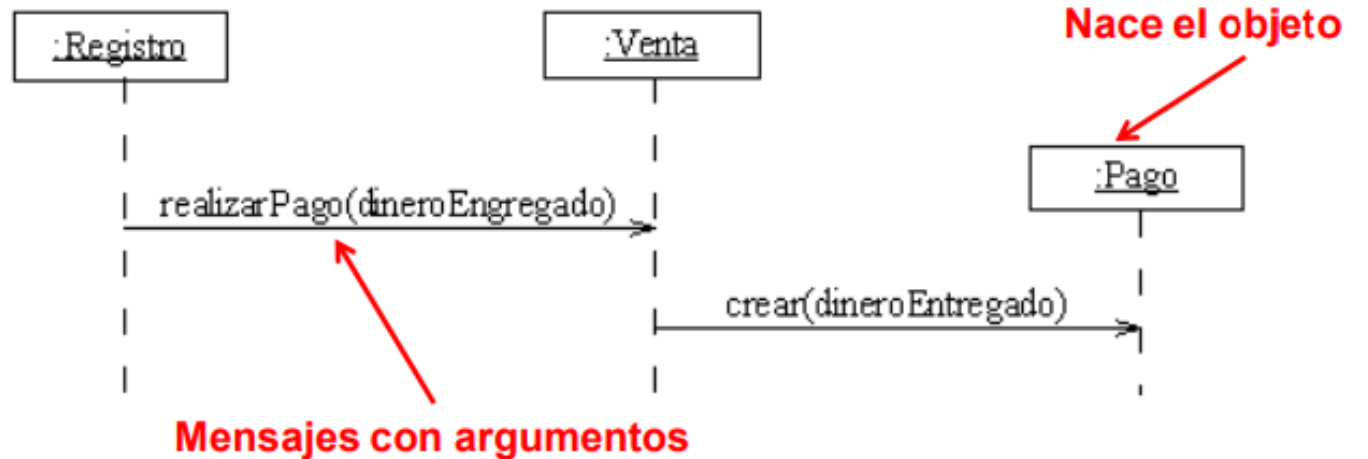 Nace el objeto
:Registro
:Venta
:Pago
realizarPago(dineroEngregado)
crear(dineroEntregado)
Mensajes con argumentos